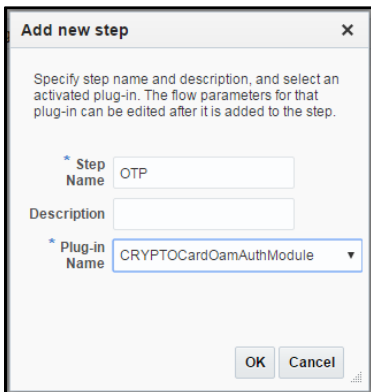 Add new step ×
Specify step name and description, and select an
activated plug-in. The flow parameters for that
plug-in can be edited after it is added to the step.
* Step
Name OTP
Description
* Plug-in
Name CRYPTOCardOamAuthModule
OK Cancel